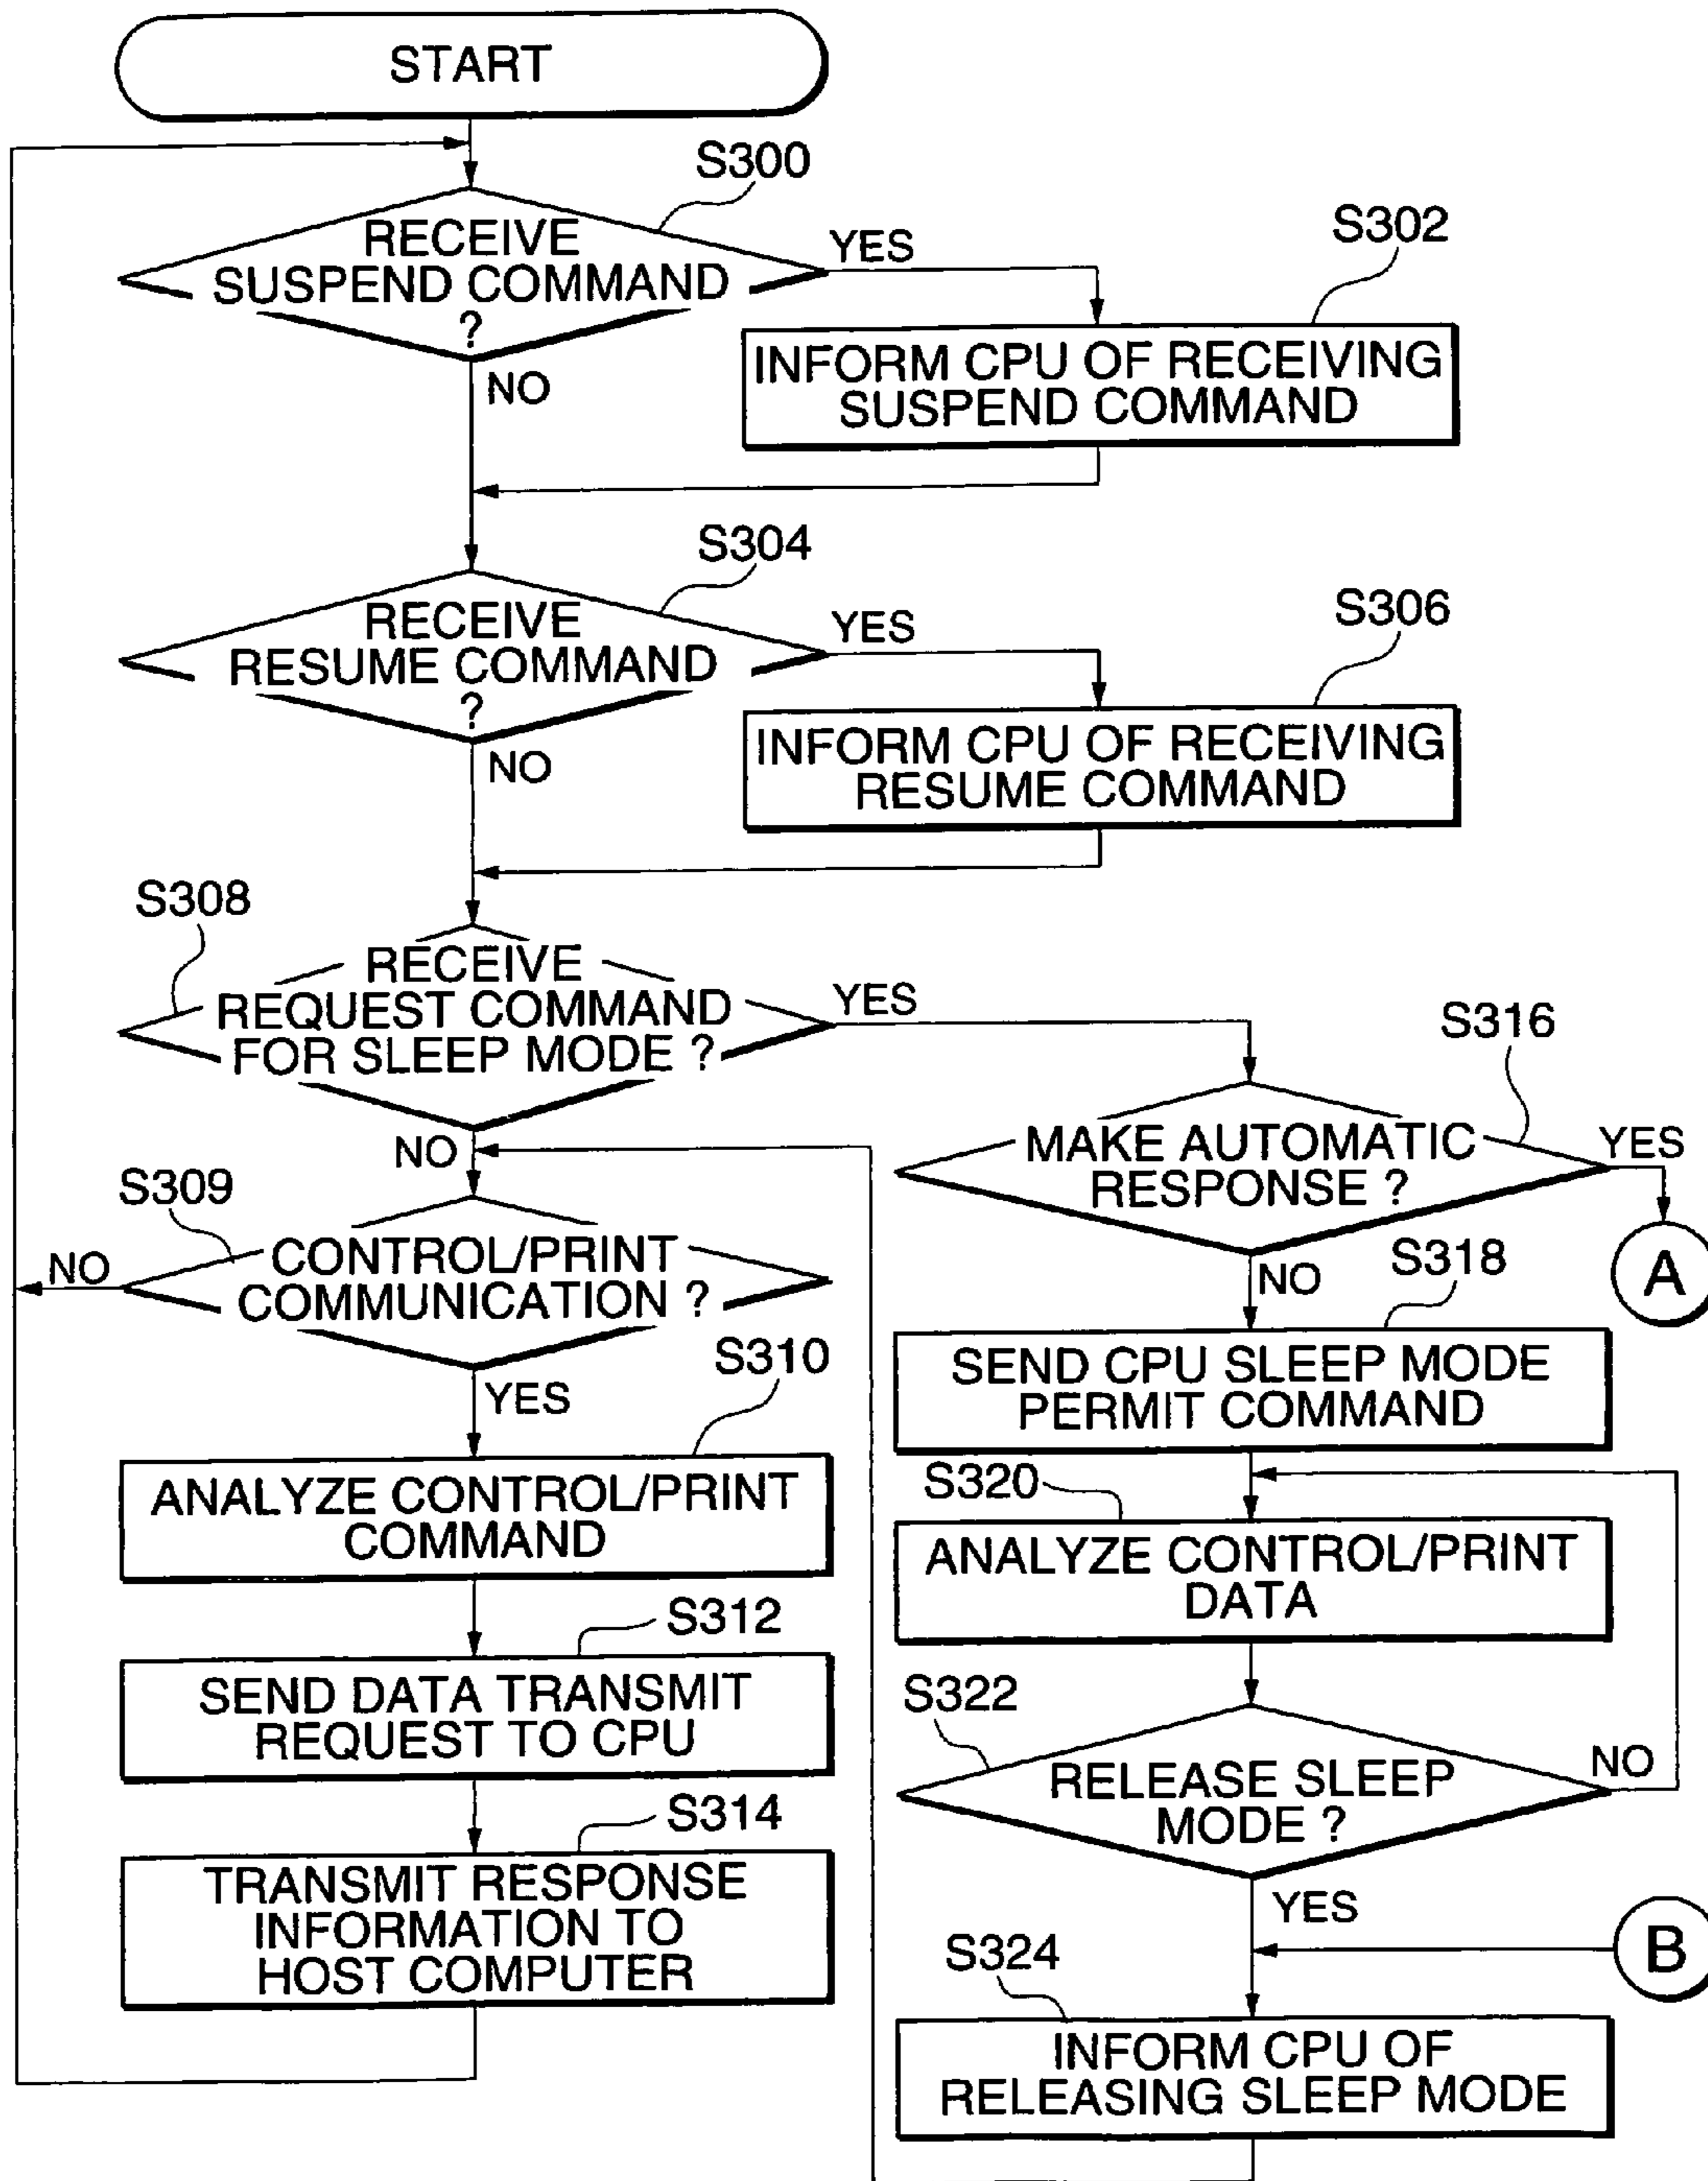 START
S300
RECEIVE
SUSPEND COMMAND
?
YES
NO
S302
INFORM CPU OF RECEIVING
SUSPEND COMMAND
S304
RECEIVE
RESUME COMMAND
?
YES
NO
S306
INFORM CPU OF RECEIVING
RESUME COMMAND
S308
RECEIVE
REQUEST COMMAND
FOR SLEEP MODE ?
YES
NO
S309
CONTROL/PRINT
COMMUNICATION ?
NO
YES
S310
ANALYZE CONTROL/PRINT
COMMAND
S312
SEND DATA TRANSMIT
REQUEST TO CPU
S314
TRANSMIT RESPONSE
INFORMATION TO
HOST COMPUTER
S316
MAKE AUTOMATIC
RESPONSE ?
YES
A
NO
S318
SEND CPU SLEEP MODE
PERMIT COMMAND
S320
ANALYZE CONTROL/PRINT
DATA
S322
RELEASE SLEEP
MODE ?
NO
YES
B
S324
INFORM CPU OF
RELEASING SLEEP MODE